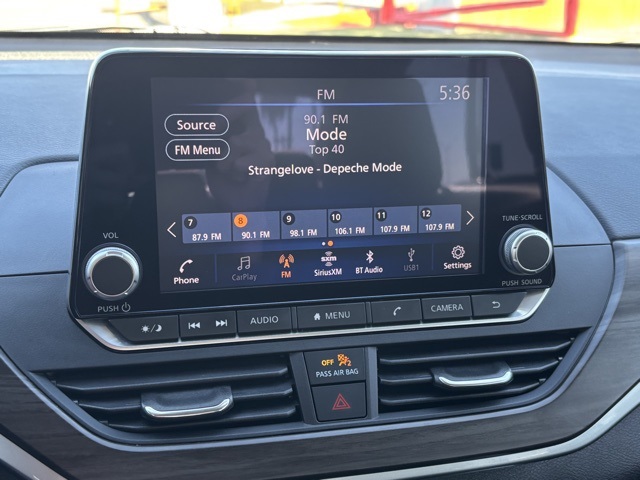 FM
5:36
Source
90.1 FM
Mode
FM Menu
Top 40
Strangelove - Depeche Mode
7 8 9 10 11 12
87.9 FM 90.1 FM 98.1 FM 106.1 FM 107.9 FM 107.9 FM
Phone CarPlay FM sxm SiriusXM BT Audio USB1 Settings
VOL
PUSH
TUNE·SCROLL
PUSH SOUND
AUDIO MENU CAMERA
OFF
PASS AIR BAG